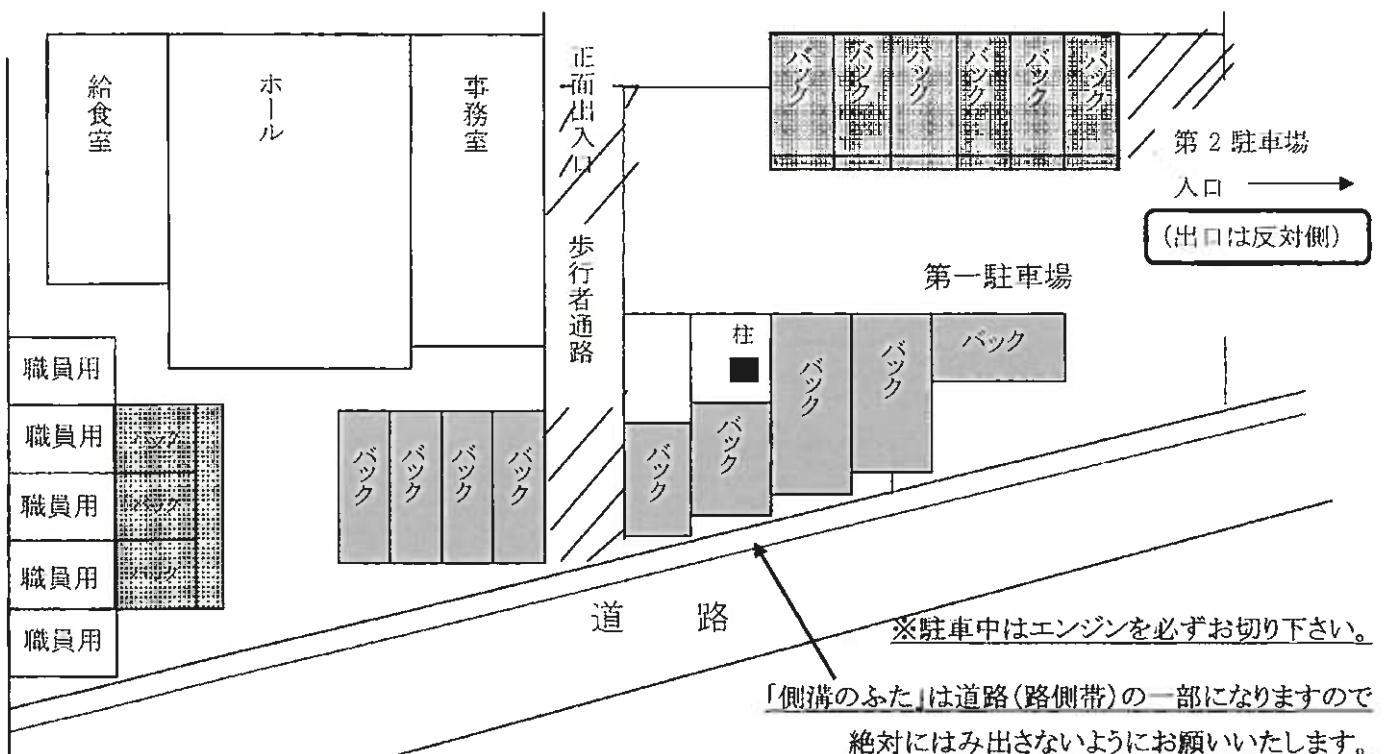 給食室
ホール
事務室
正面出入口
歩行者通路
バック
バック
バック
バック
バック
バック
第2駐車場
入口
(出口は反対側)
第一駐車場
柱
バック
バック
バック
バック
バック
バック
バック
バック
バック
職員用
職員用
バック
職員用
バック
職員用
バック
職員用
道 路
※駐車中はエンジンを必ずお切り下さい。
「側溝のふた」は道路(路側帯)の一部になりますので
絶対にはみ出さないようにお願いいたします。